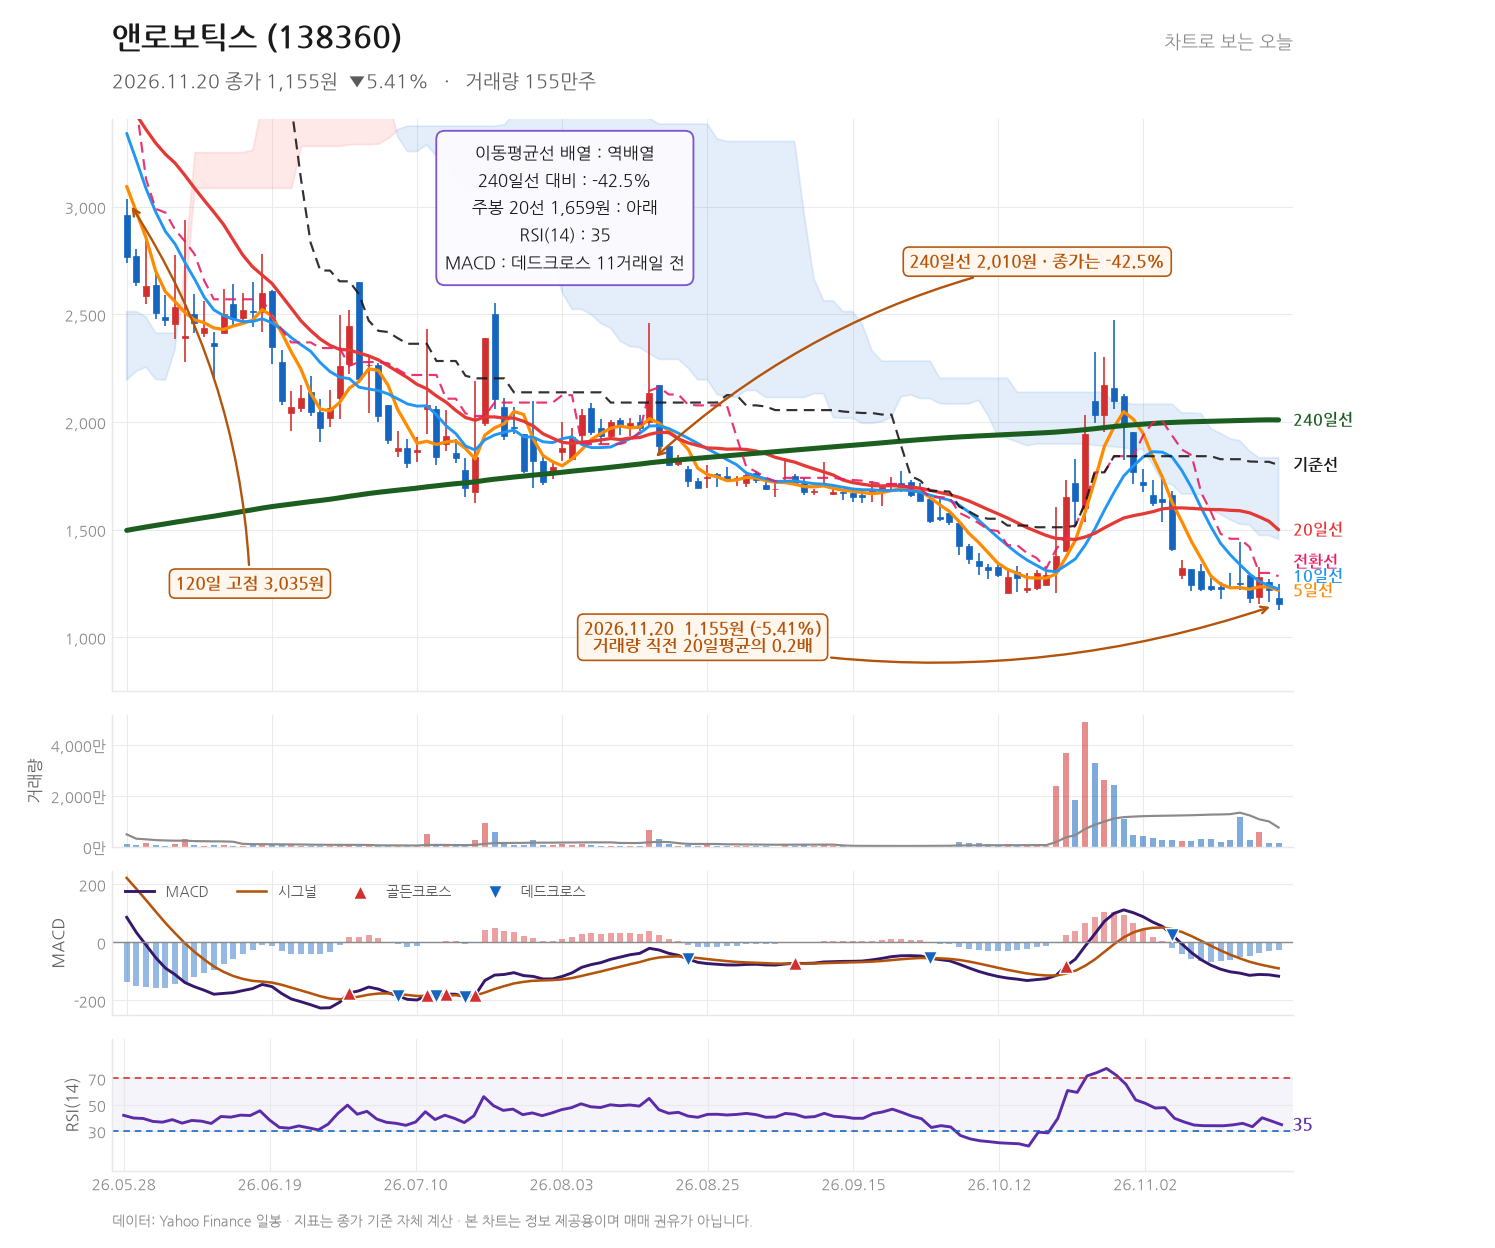 앤로보틱스 (138360)
차트로 보는 오늘
2026.11.20 종가 1,155원 ▼5.41% · 거래량 155만주
이동평균선 배열 : 역배열
240일선 대비 : -42.5%
주봉 20선 1,659원 : 아래
RSI(14) : 35
MACD : 데드크로스 11거래일 전
240일선 2,010원 · 종가는 -42.5%
120일 고점 3,035원
2026.11.20 1,155원 (-5.41%)
거래량 직전 20일평균의 0.2배
3,000
2,500
2,000
1,500
1,000
240일선
기준선
20일선
전환선
10일선
5일선
거래량
4,000만
2,000만
0만
MACD
200
0
-200
MACD 시그널 골든크로스 데드크로스
RSI(14)
70
50
30
35
26.05.28 26.06.19 26.07.10 26.08.03 26.08.25 26.09.15 26.10.12 26.11.02
데이터: Yahoo Finance 일봉 · 지표는 종가 기준 자체 계산 · 본 차트는 정보 제공용이며 매매 권유가 아닙니다.